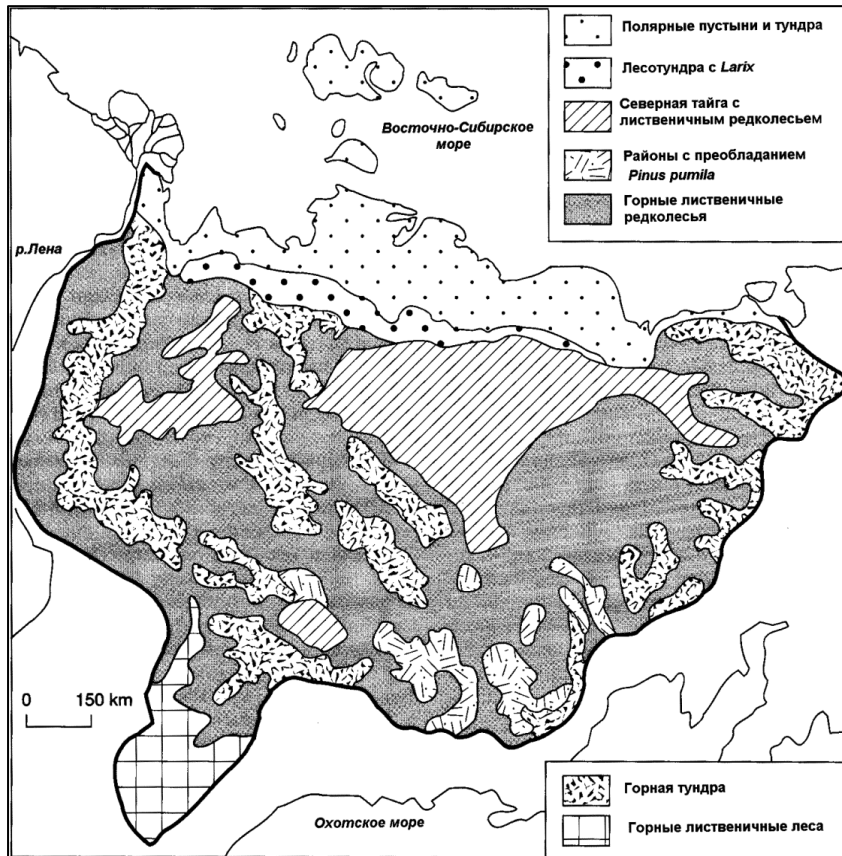 Полярные пустыни и тундра
Лесотундра с Larix
Северная тайга с
лиственичным редколесьем
Районы с преобладанием
Pinus pumila
Горные лиственичные
редколесья
Восточно-Сибирское
море
р.Лена
0 150 km
Охотское море
Горная тундра
Горные лиственичные леса